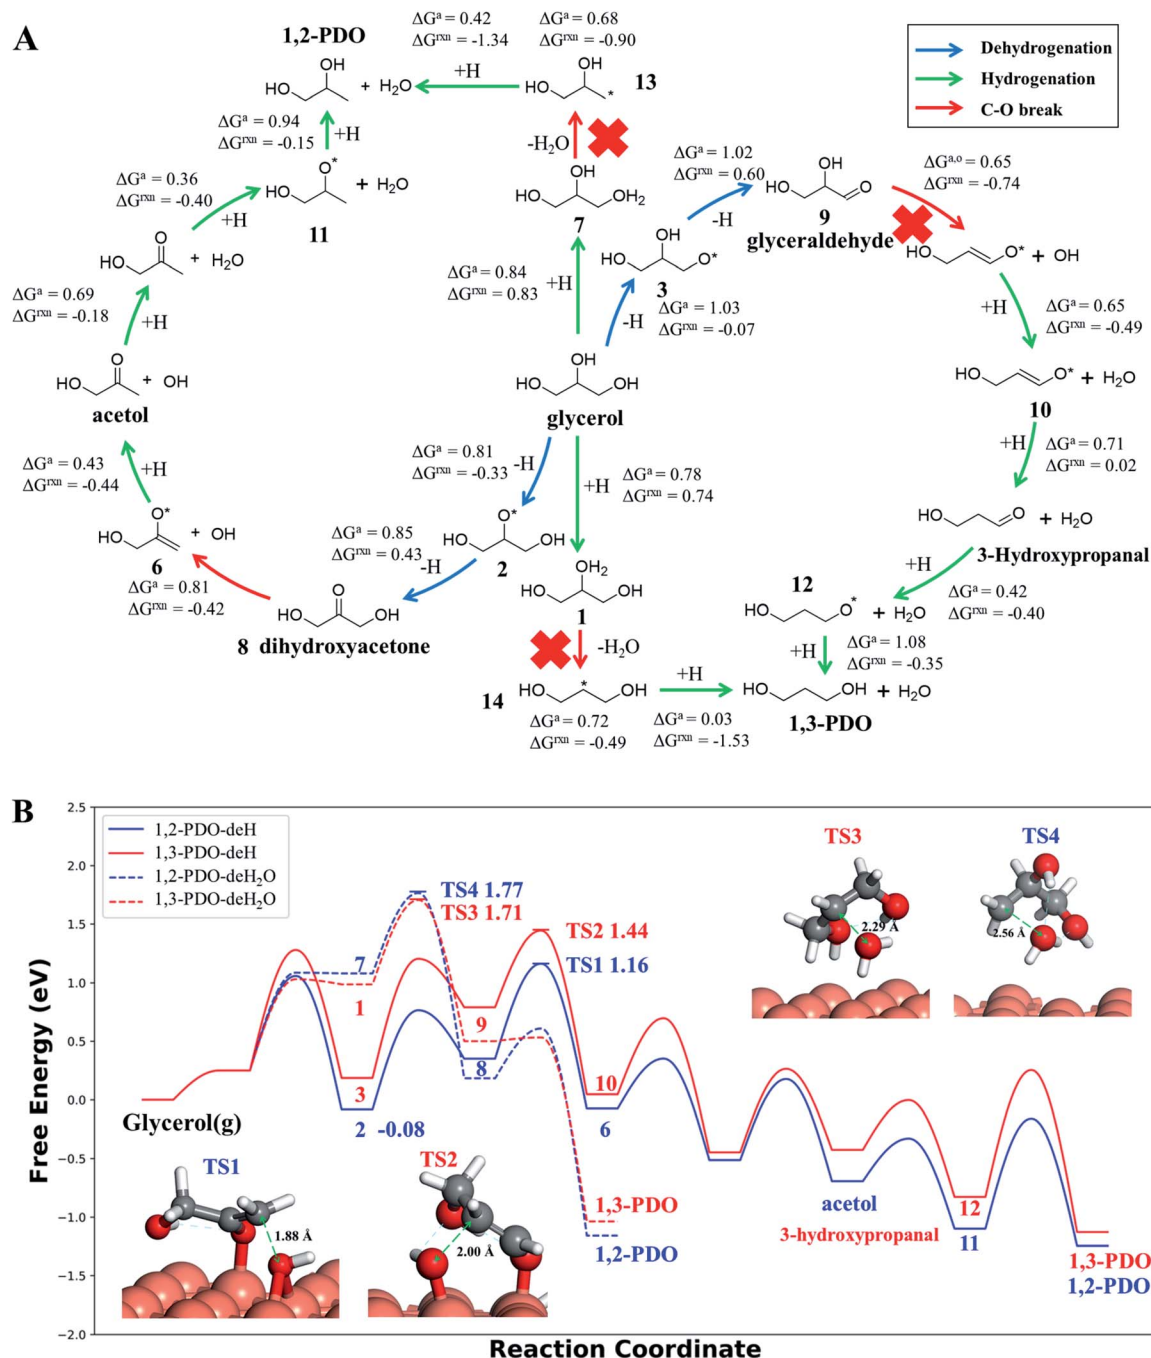 A
1,2-PDO
ΔGᵃ = 0.42
ΔGʳˣⁿ = -1.34
ΔGᵃ = 0.68
ΔGʳˣⁿ = -0.90
Dehydrogenation
Hydrogenation
C-O break
OH
HO
+ H₂O
+H
OH
HO
*
13
ΔGᵃ = 0.94
ΔGʳˣⁿ = -0.15
+H
-H₂O
ΔGᵃ = 1.02
ΔGʳˣⁿ = 0.60
OH
HO
O
9
glyceraldehyde
ΔGᵃ,ᵒ = 0.65
ΔGʳˣⁿ = -0.74
ΔGᵃ = 0.36
ΔGʳˣⁿ = -0.40
+H
O*
HO
+ H₂O
11
OH
HO
OH₂
7
-H
OH
HO
O*
3
HO
O*
+ OH
O
HO
+ H₂O
ΔGᵃ = 0.84
ΔGʳˣⁿ = 0.83
+H
-H
ΔGᵃ = 1.03
ΔGʳˣⁿ = -0.07
+H
ΔGᵃ = 0.65
ΔGʳˣⁿ = -0.49
ΔGᵃ = 0.69
ΔGʳˣⁿ = -0.18
+H
O
HO
+ OH
acetol
OH
HO
OH
glycerol
HO
O*
+ H₂O
10
ΔGᵃ = 0.43
ΔGʳˣⁿ = -0.44
+H
ΔGᵃ = 0.81
ΔGʳˣⁿ = -0.33
-H
+H
ΔGᵃ = 0.78
ΔGʳˣⁿ = 0.74
+H
ΔGᵃ = 0.71
ΔGʳˣⁿ = 0.02
O*
HO
+ OH
6
ΔGᵃ = 0.85
ΔGʳˣⁿ = 0.43
-H
O*
HO
OH
2
HO
O
+ H₂O
3-Hydroxypropanal
ΔGᵃ = 0.81
ΔGʳˣⁿ = -0.42
O
HO
OH
8 dihydroxyacetone
OH₂
HO
OH
1
-H₂O
12
HO
O*
+ H₂O
+H
ΔGᵃ = 0.42
ΔGʳˣⁿ = -0.40
+H
ΔGᵃ = 1.08
ΔGʳˣⁿ = -0.35
14
HO
*
OH
+H
HO
OH
+ H₂O
1,3-PDO
ΔGᵃ = 0.72
ΔGʳˣⁿ = -0.49
ΔGᵃ = 0.03
ΔGʳˣⁿ = -1.53
B
Free Energy (eV)
2.5
2.0
1.5
1.0
0.5
0.0
−0.5
−1.0
−1.5
−2.0
1,2-PDO-deH
1,3-PDO-deH
1,2-PDO-deH₂O
1,3-PDO-deH₂O
TS3
TS4
2.29 Å
2.56 Å
TS4 1.77
TS3 1.71
TS2 1.44
TS1 1.16
7
1
9
8
3
10
Glycerol(g)
2 -0.08
6
TS1
TS2
1.88 Å
2.00 Å
1,3-PDO
1,2-PDO
acetol
3-hydroxypropanal
12
11
1,3-PDO
1,2-PDO
Reaction Coordinate